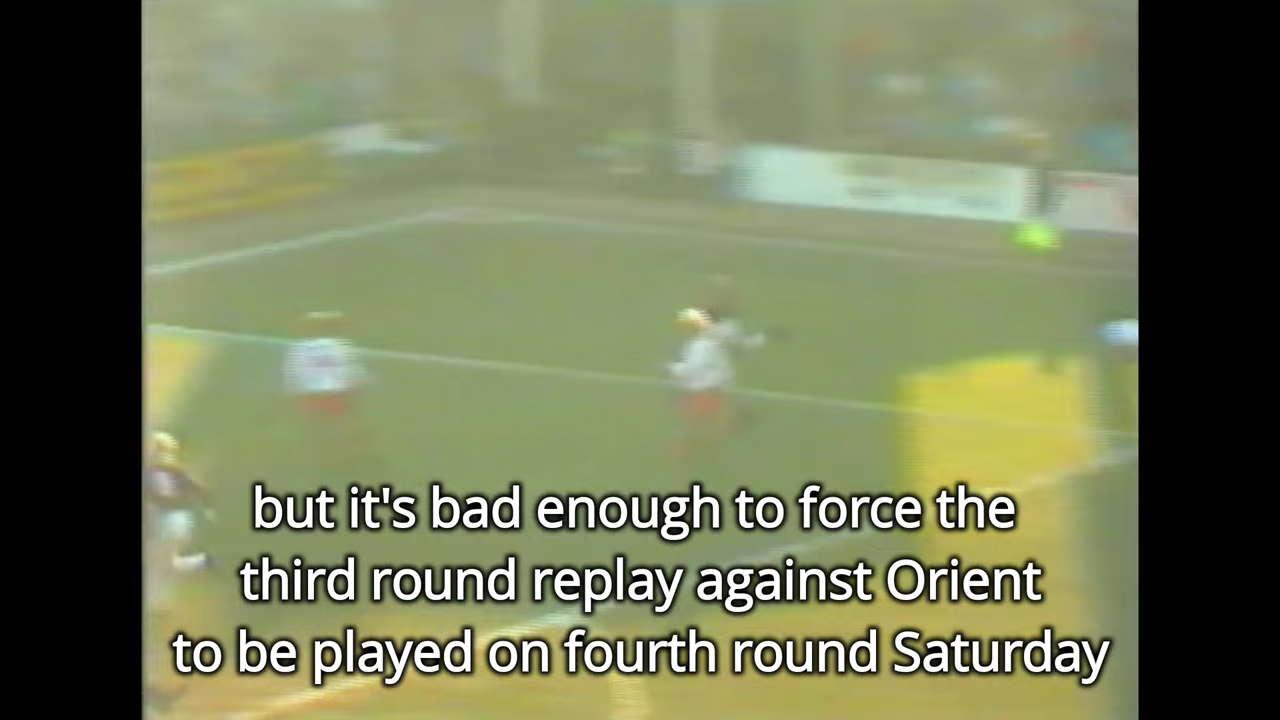 but it's bad enough to force the
third round replay against Orient
to be played on fourth round Saturday